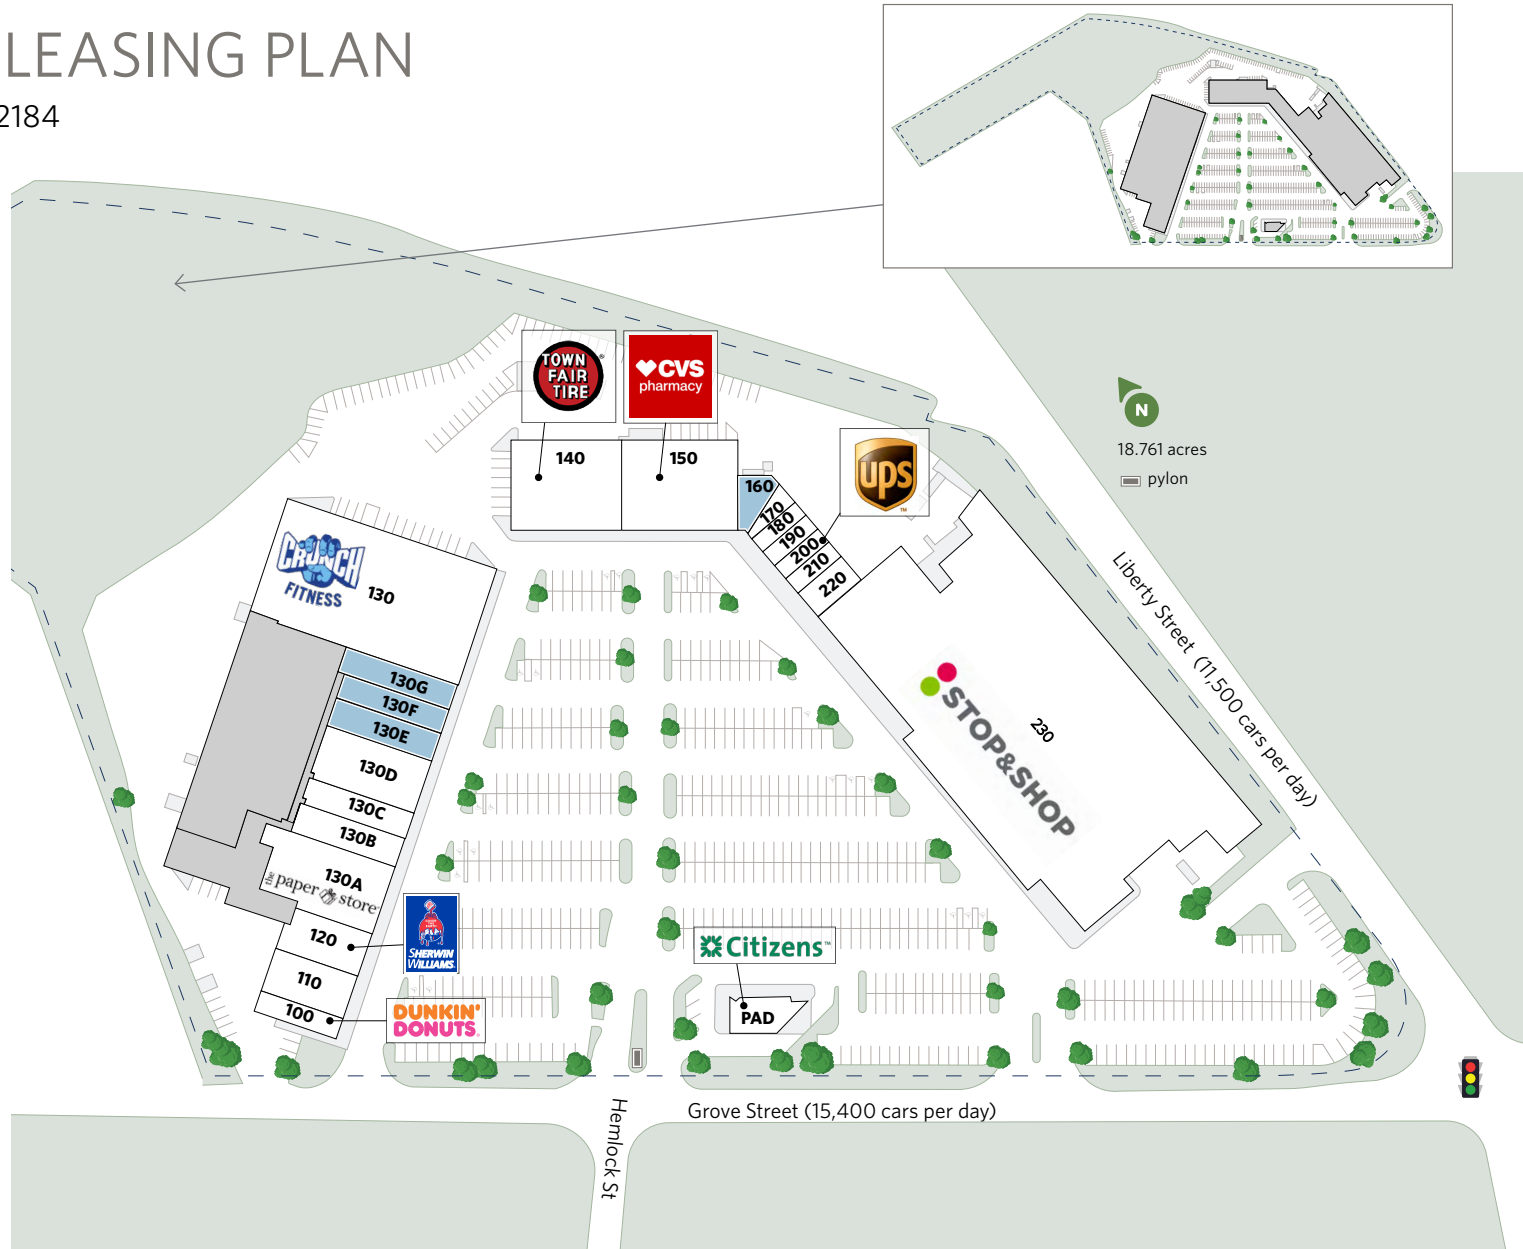 LEASING PLAN
2184
TOWN
FAIR
TIRE
®
CVS
pharmacy
ups
™
N
18.761 acres
pylon
140
150
160
170
180
190
200
210
220
CRUNCH
FITNESS
130
130G
130F
130E
130D
130C
130B
130A
the paper store
120
110
100
SHERWIN
WILLIAMS
DUNKIN'
DONUTS
Citizens™
PAD
STOP&SHOP
230
Liberty Street (11,500 cars per day)
Grove Street (15,400 cars per day)
Hemlock St